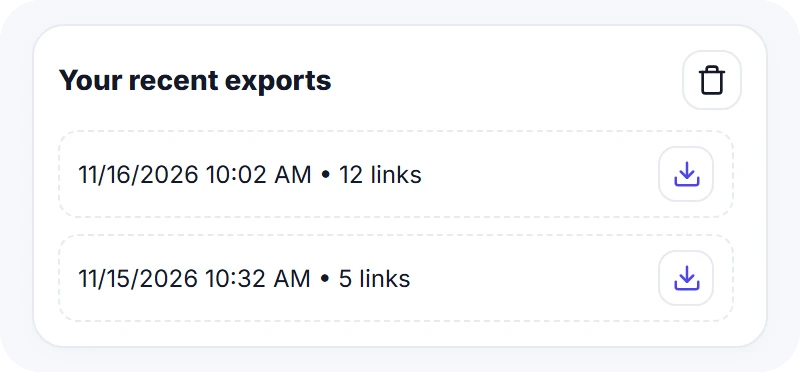 Your recent exports
11/16/2026 10:02 AM • 12 links
11/15/2026 10:32 AM • 5 links